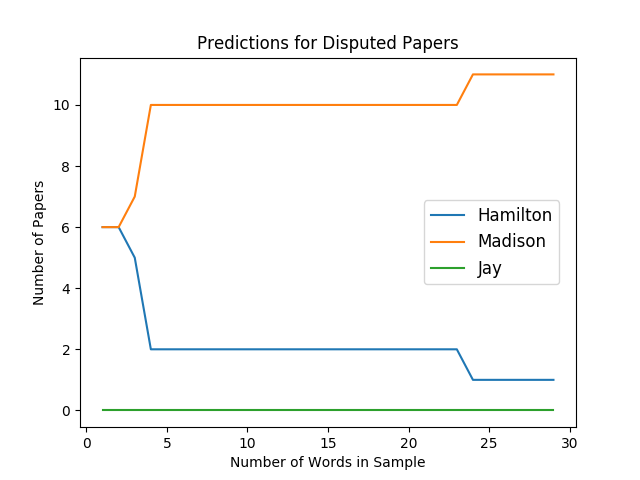 Predictions for Disputed Papers
Number of Papers
10
8
6
4
2
0
Hamilton
Madison
Jay
0 5 10 15 20 25 30
Number of Words in Sample